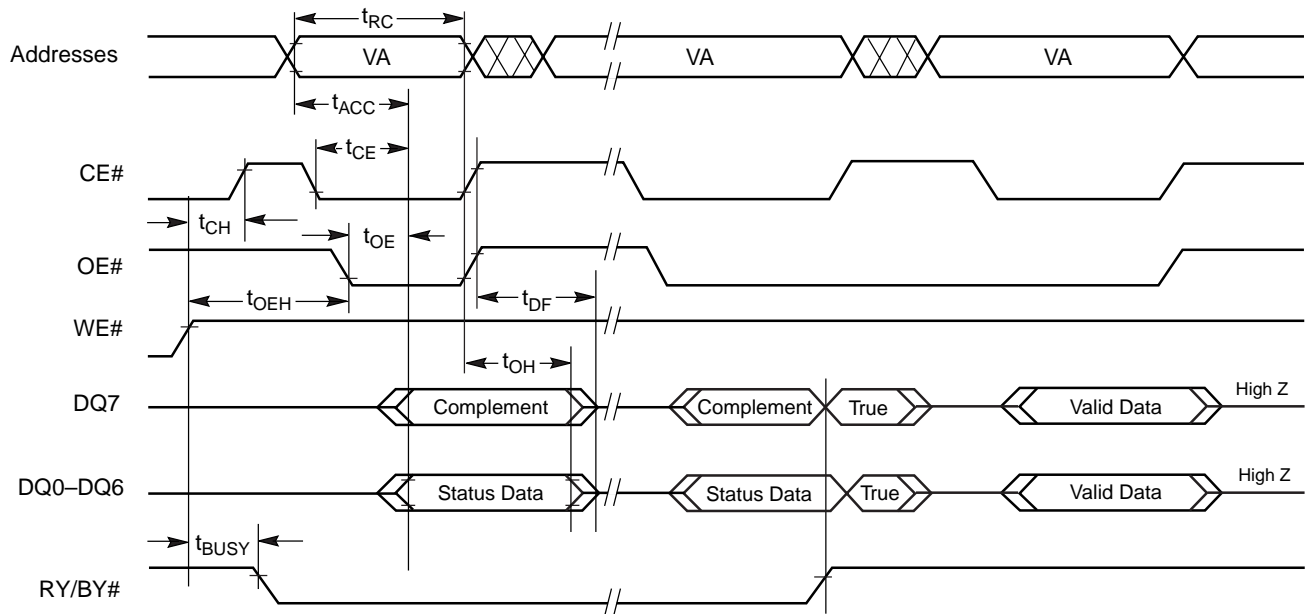 tRC
Addresses VA VA VA
tACC
tCE
CE#
tCH
tOE
OE#
tOEH tDF
WE#
tOH
DQ7 Complement Complement True Valid Data High Z
DQ0–DQ6 Status Data Status Data True Valid Data High Z
tBUSY
RY/BY#